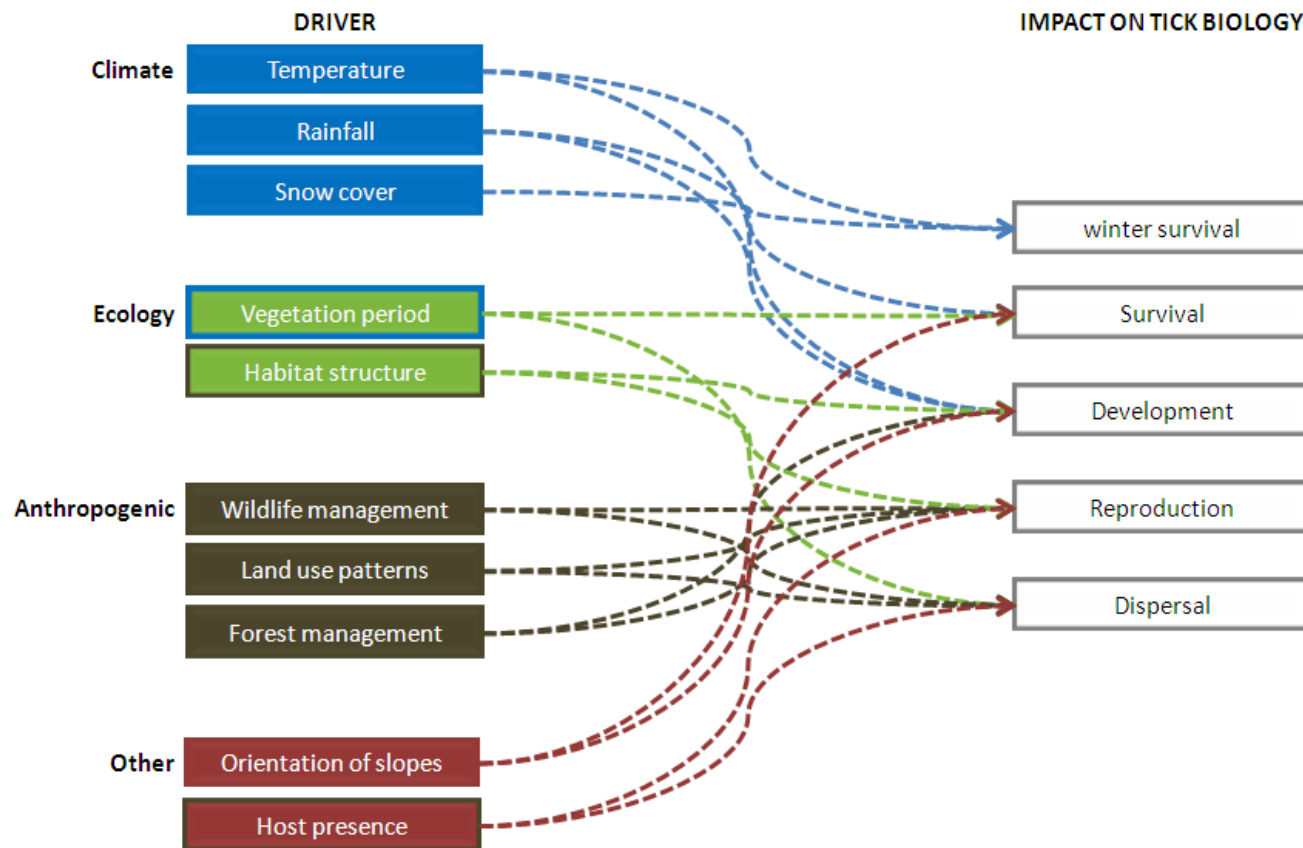 DRIVER
IMPACT ON TICK BIOLOGY
Climate
Temperature
Rainfall
Snow cover
winter survival
Ecology
Vegetation period
Survival
Habitat structure
Development
Anthropogenic
Wildlife management
Reproduction
Land use patterns
Dispersal
Forest management
Other
Orientation of slopes
Host presence